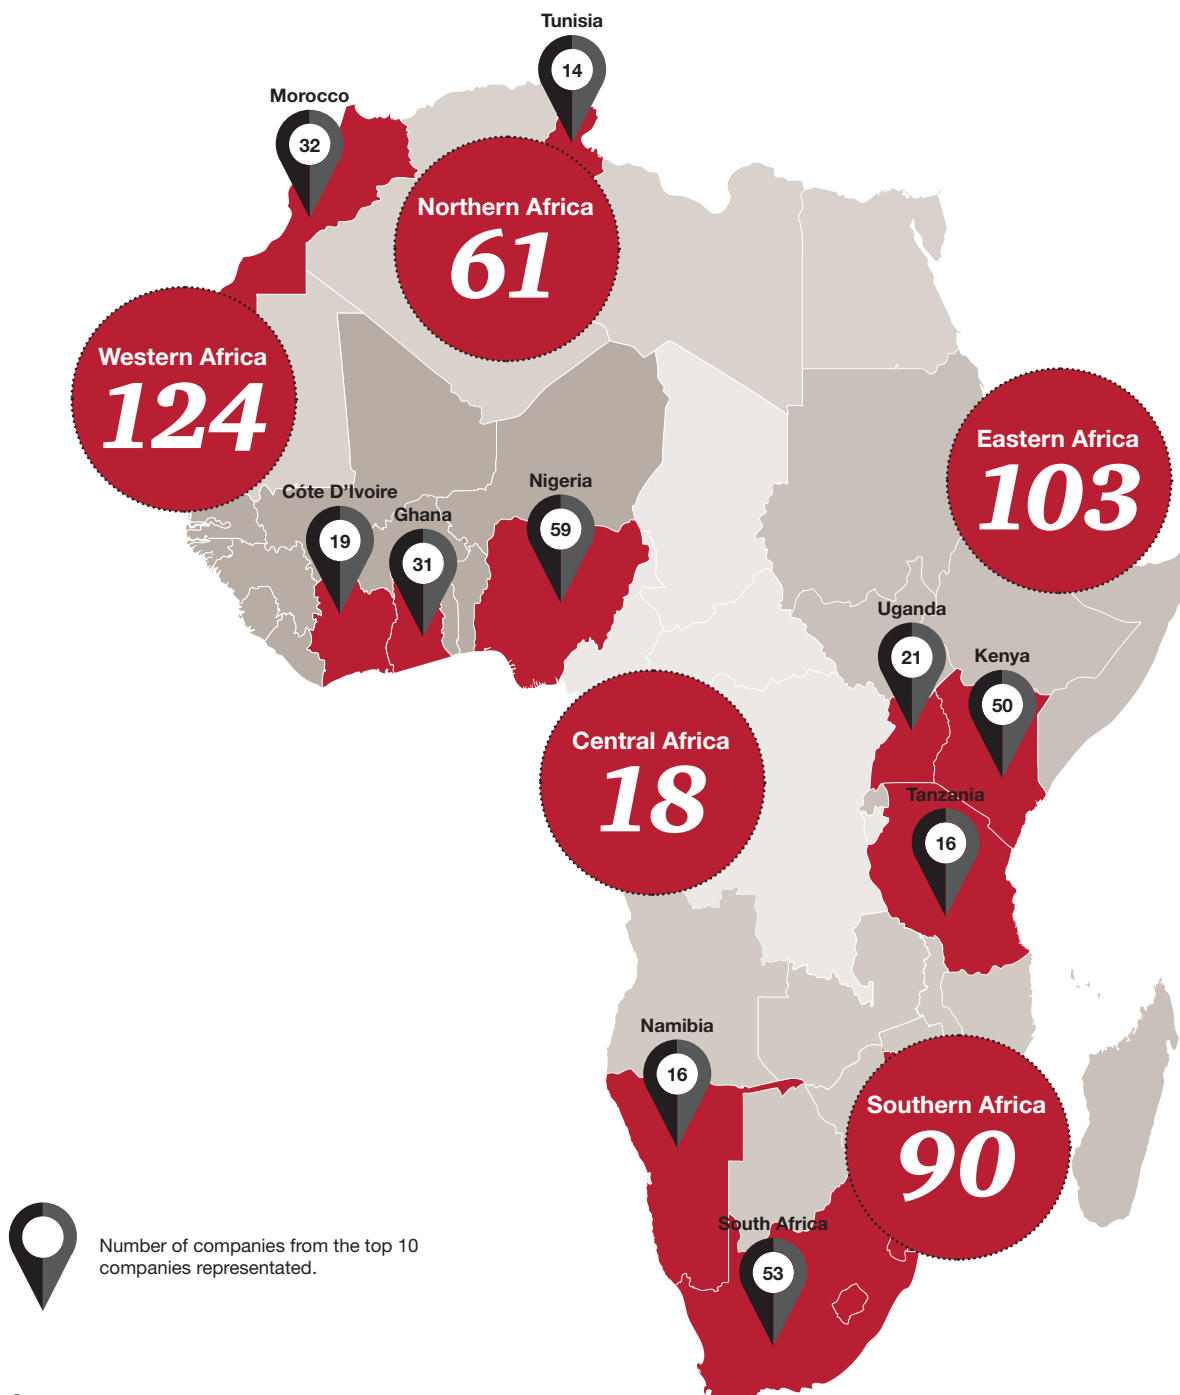 Tunisia
14
Morocco
32
Northern Africa
61
Western Africa
124
Eastern Africa
103
Côte D’Ivoire
19
Ghana
31
Nigeria
59
Uganda
21
Kenya
50
Central Africa
18
Tanzania
16
Namibia
16
Southern Africa
90
South Africa
53
Number of companies from the top 10
companies representated.